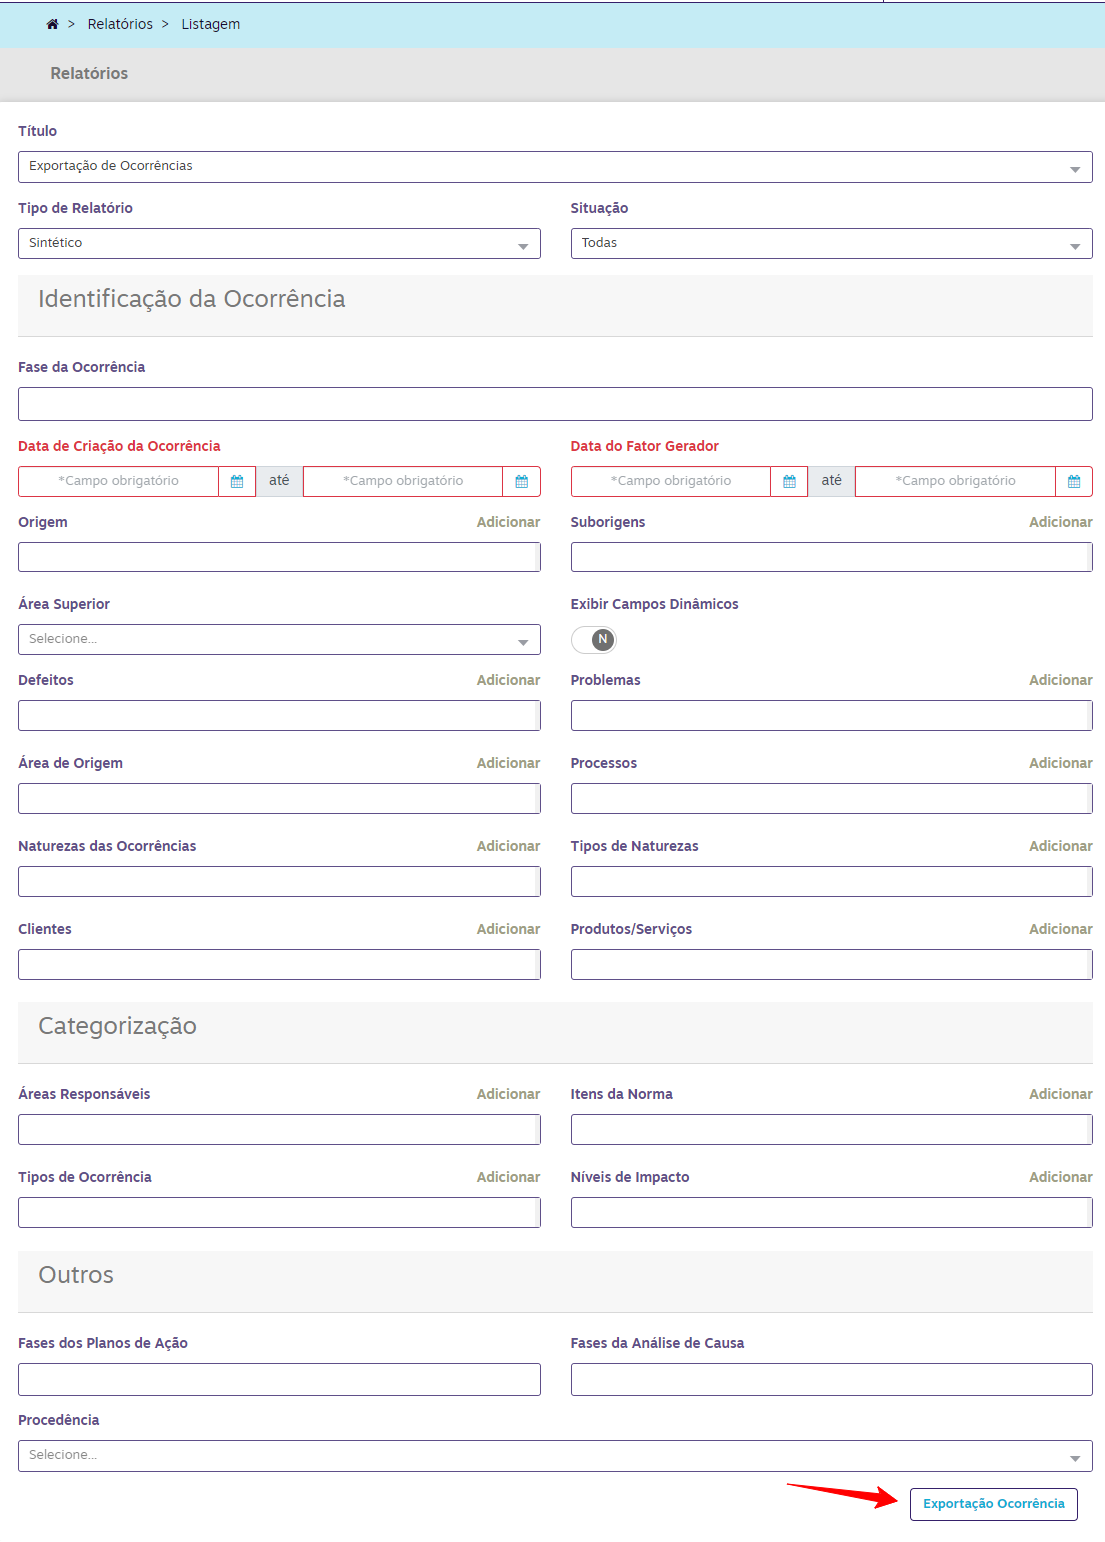 > Relatórios > Listagem
Relatórios
Título
Exportação de Ocorrências
Tipo de Relatório Situação
Sintético Todas
Identificação da Ocorrência
Fase da Ocorrência
Data de Criação da Ocorrência Data do Fator Gerador
*Campo obrigatório até *Campo obrigatório *Campo obrigatório até *Campo obrigatório
Origem Adicionar Suborigens Adicionar
Área Superior Exibir Campos Dinâmicos
Selecione... N
Defeitos Adicionar Problemas Adicionar
Área de Origem Adicionar Processos Adicionar
Naturezas das Ocorrências Adicionar Tipos de Naturezas Adicionar
Clientes Adicionar Produtos/Serviços Adicionar
Categorização
Áreas Responsáveis Adicionar Itens da Norma Adicionar
Tipos de Ocorrência Adicionar Níveis de Impacto Adicionar
Outros
Fases dos Planos de Ação Fases da Análise de Causa
Procedência
Selecione...
Exportação Ocorrência